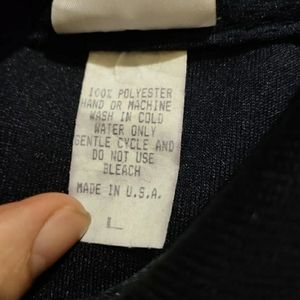 100% POLYESTER
HAND OR MACHINE
WASH IN COLD
WATER ONLY
GENTLE CYCLE AND
DO NOT USE
BLEACH
MADE IN U.S.A.
L